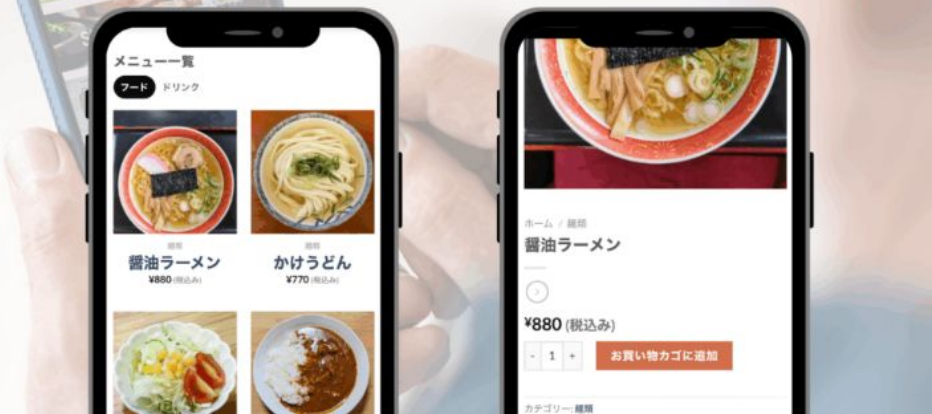 メニュー一覧
フード ドリンク
麺類
醤油ラーメン
¥880 (税込み)
麺類
かけうどん
¥770 (税込み)
ホーム / 麺類
醤油ラーメン
¥880 (税込み)
- 1 + お買い物カゴに追加
カテゴリー: 麺類